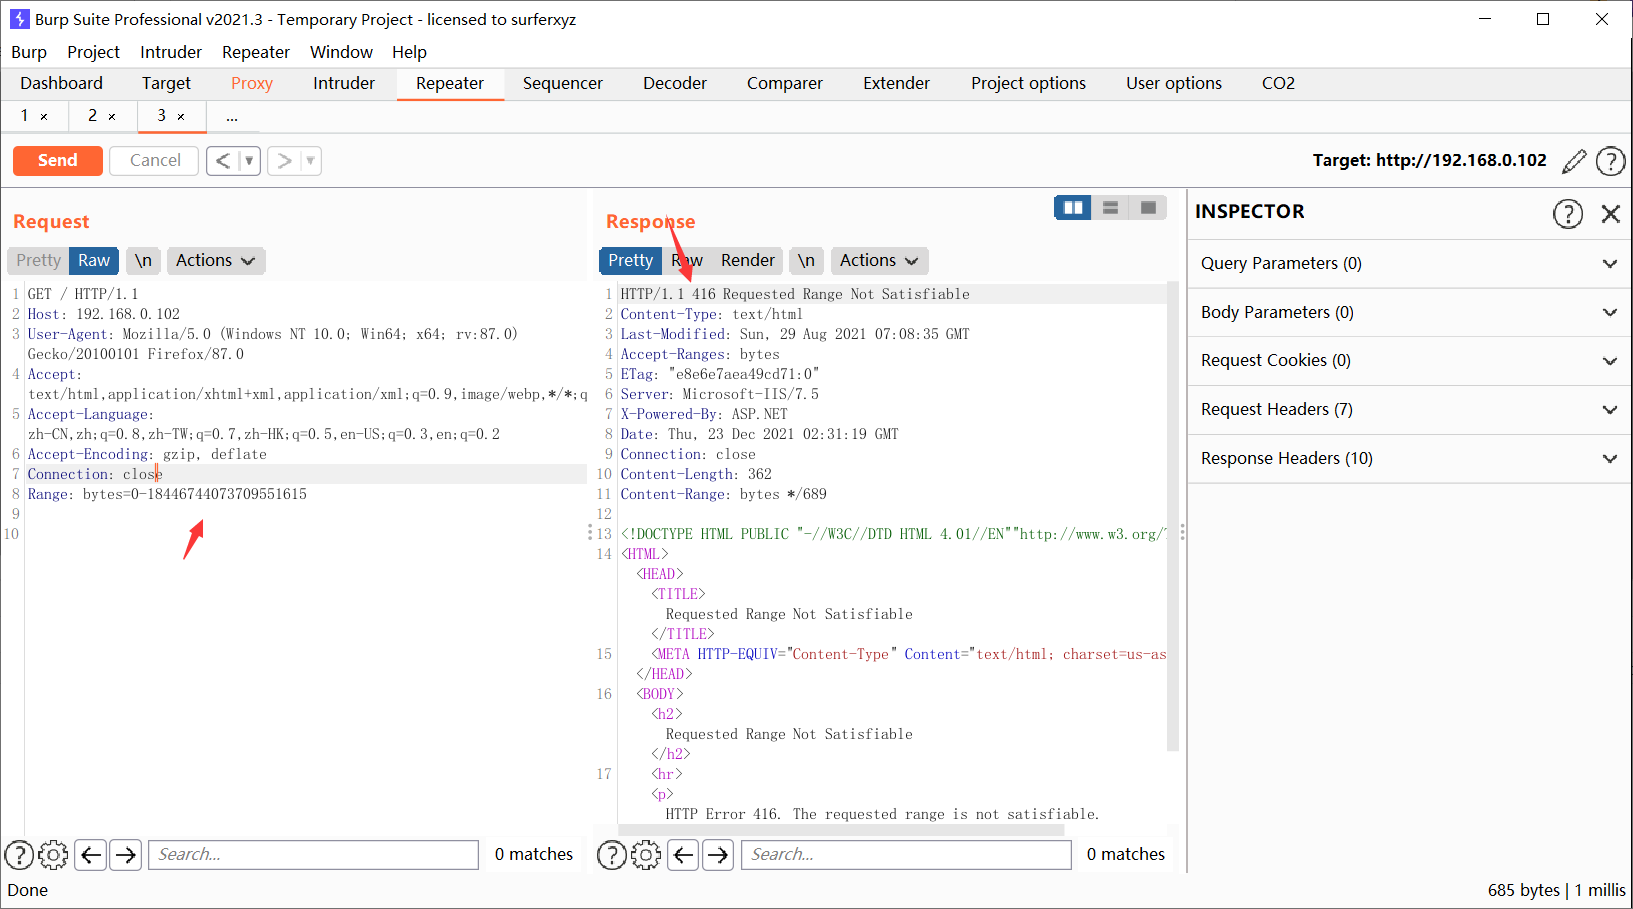 Burp Suite Professional v2021.3 - Temporary Project - licensed to surferxyz
Burp Project Intruder Repeater Window Help
Dashboard Target Proxy Intruder Repeater Sequencer Decoder Comparer Extender Project options User options CO2
1 × 2 × 3 × ...
Send Cancel < > Target: http://192.168.0.102 ?
Request
Pretty Raw \n Actions
1 GET / HTTP/1.1
2 Host: 192.168.0.102
3 User-Agent: Mozilla/5.0 (Windows NT 10.0; Win64; x64; rv:87.0)
Gecko/20100101 Firefox/87.0
4 Accept:
text/html,application/xhtml+xml,application/xml;q=0.9,image/webp,*/*;q
5 Accept-Language:
zh-CN,zh;q=0.8,zh-TW;q=0.7,zh-HK;q=0.5,en-US;q=0.3,en;q=0.2
6 Accept-Encoding: gzip, deflate
7 Connection: close
8 Range: bytes=0-18446744073709551615
9
10
Search... 0 matches
Response
Pretty Raw Render \n Actions
1 HTTP/1.1 416 Requested Range Not Satisfiable
2 Content-Type: text/html
3 Last-Modified: Sun, 29 Aug 2021 07:08:35 GMT
4 Accept-Ranges: bytes
5 ETag: "e8e6e7aea49cd71:0"
6 Server: Microsoft-IIS/7.5
7 X-Powered-By: ASP.NET
8 Date: Thu, 23 Dec 2021 02:31:19 GMT
9 Connection: close
10 Content-Length: 362
11 Content-Range: bytes */689
12
13 <!DOCTYPE HTML PUBLIC "-//W3C//DTD HTML 4.01//EN""http://www.w3.org/T
14 <HTML>
<HEAD>
<TITLE>
Requested Range Not Satisfiable
</TITLE>
15 <META HTTP-EQUIV="Content-Type" Content="text/html; charset=us-as
</HEAD>
16 <BODY>
<h2>
Requested Range Not Satisfiable
</h2>
17 <hr>
<p>
HTTP Error 416. The requested range is not satisfiable.
Search... 0 matches
INSPECTOR
Query Parameters (0)
Body Parameters (0)
Request Cookies (0)
Request Headers (7)
Response Headers (10)
Done
685 bytes | 1 millis